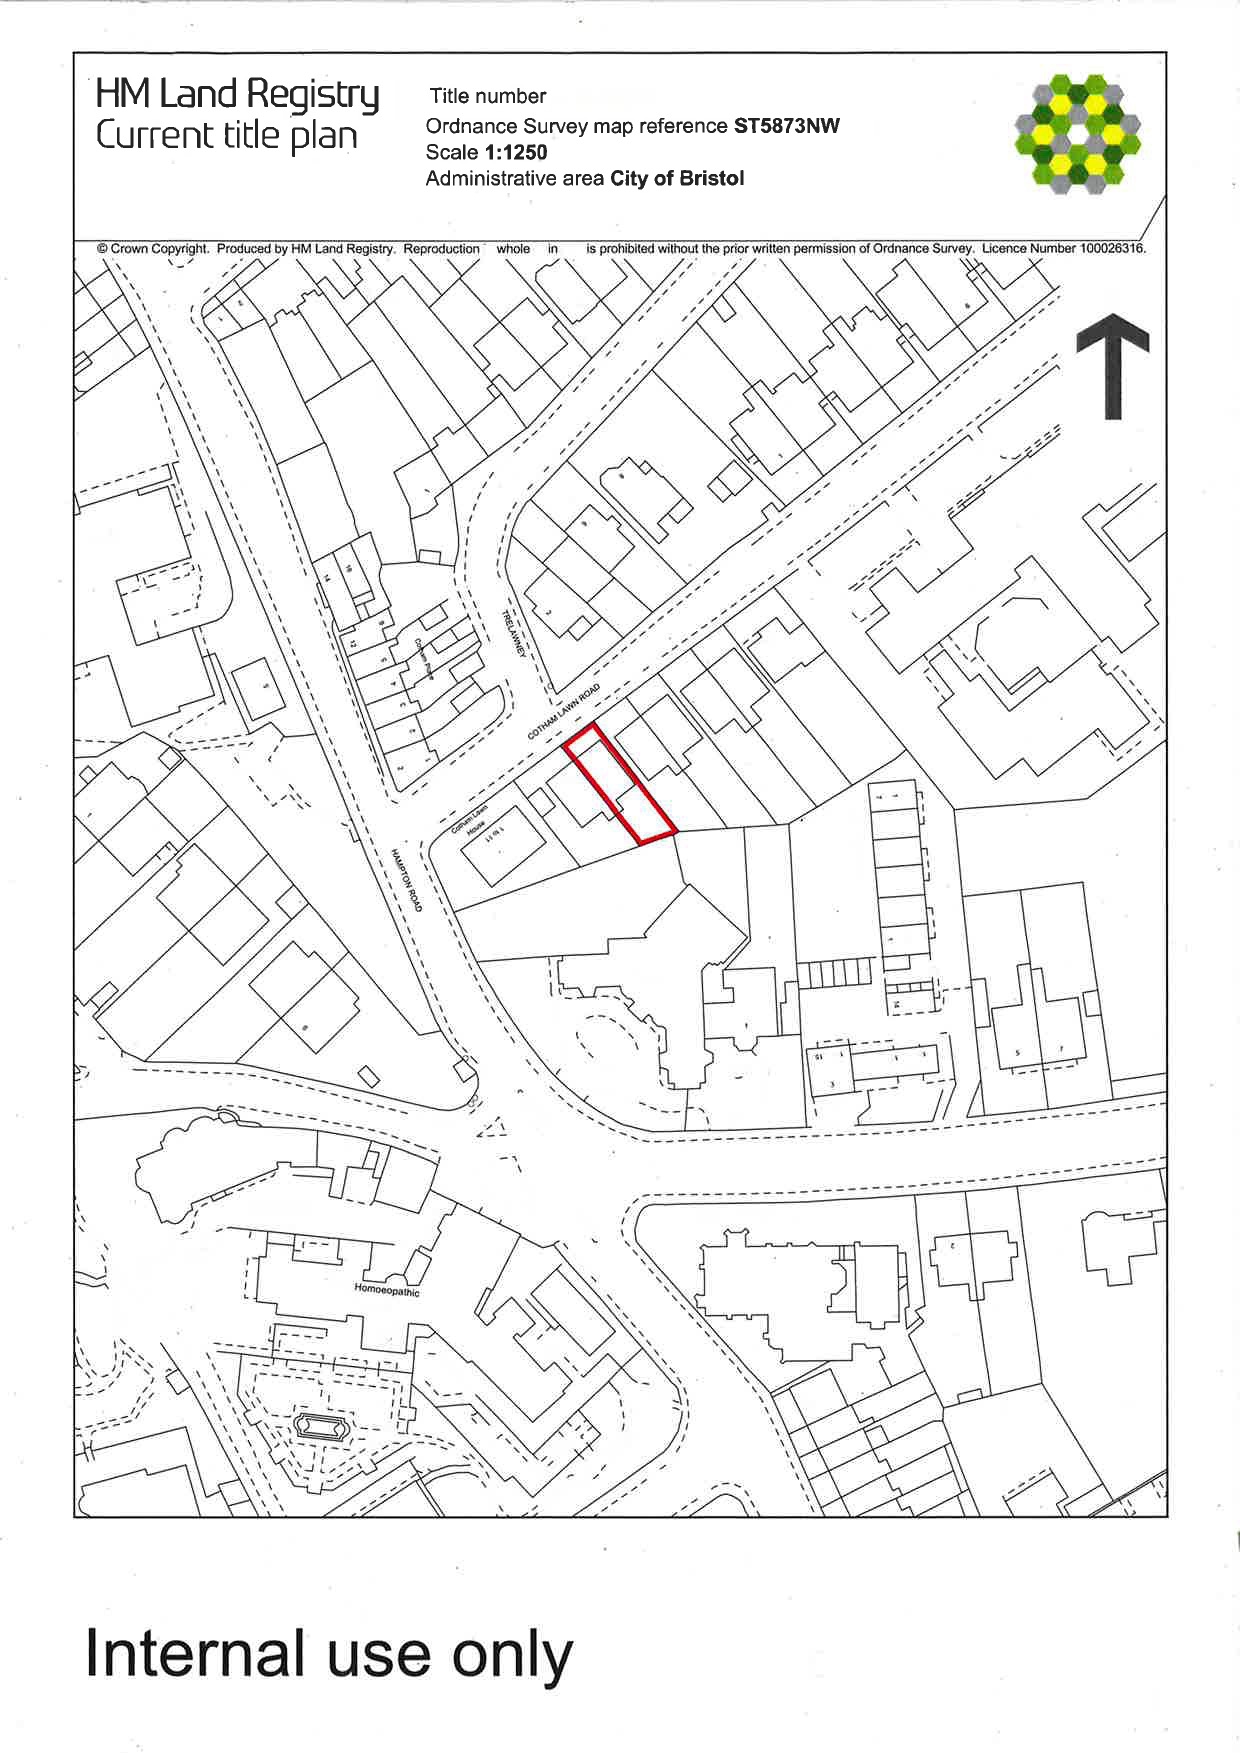 HM Land Registry
Current title plan
Title number
Ordnance Survey map reference ST5873NW
Scale 1:1250
Administrative area City of Bristol
© Crown Copyright. Produced by HM Land Registry. Reproduction whole in is prohibited without the prior written permission of Ordnance Survey. Licence Number 100026316.
TRELAWNEY
Cotham Place
COTHAM LAWN ROAD
Cotham Lawn
House
HAMPTON ROAD
Homoeopathic
Internal use only